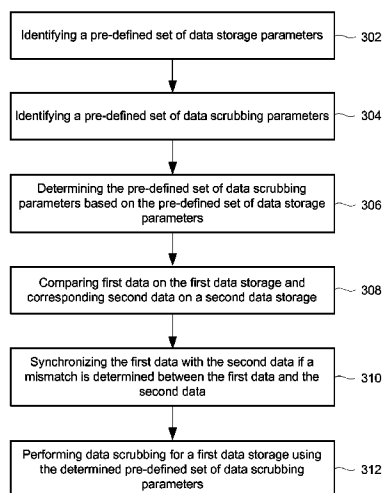 Identifying a pre-defined set of data storage parameters
302
Identifying a pre-defined set of data scrubbing parameters
304
Determining the pre-defined set of data scrubbing
parameters based on the pre-defined set of data storage
parameters
306
Comparing first data on the first data storage and
corresponding second data on a second data storage
308
Synchronizing the first data with the second data if a
mismatch is determined between the first data and the
second data
310
Performing data scrubbing for a first data storage using
the determined pre-defined set of data scrubbing
parameters
312